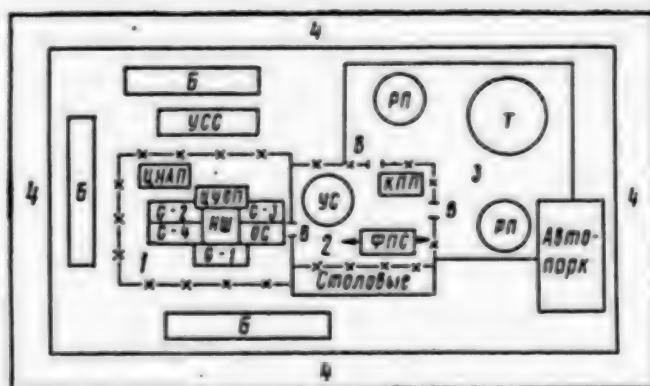 4
Б
РП
Т
УСС
В
ЦНАП
КПП
3
4
Б
УС
В
4
С-2
НШ
С-3
С-4
ОС
В
РП
1
С-1
2
ФПС
Авто-
парк
Столовые
Б
4